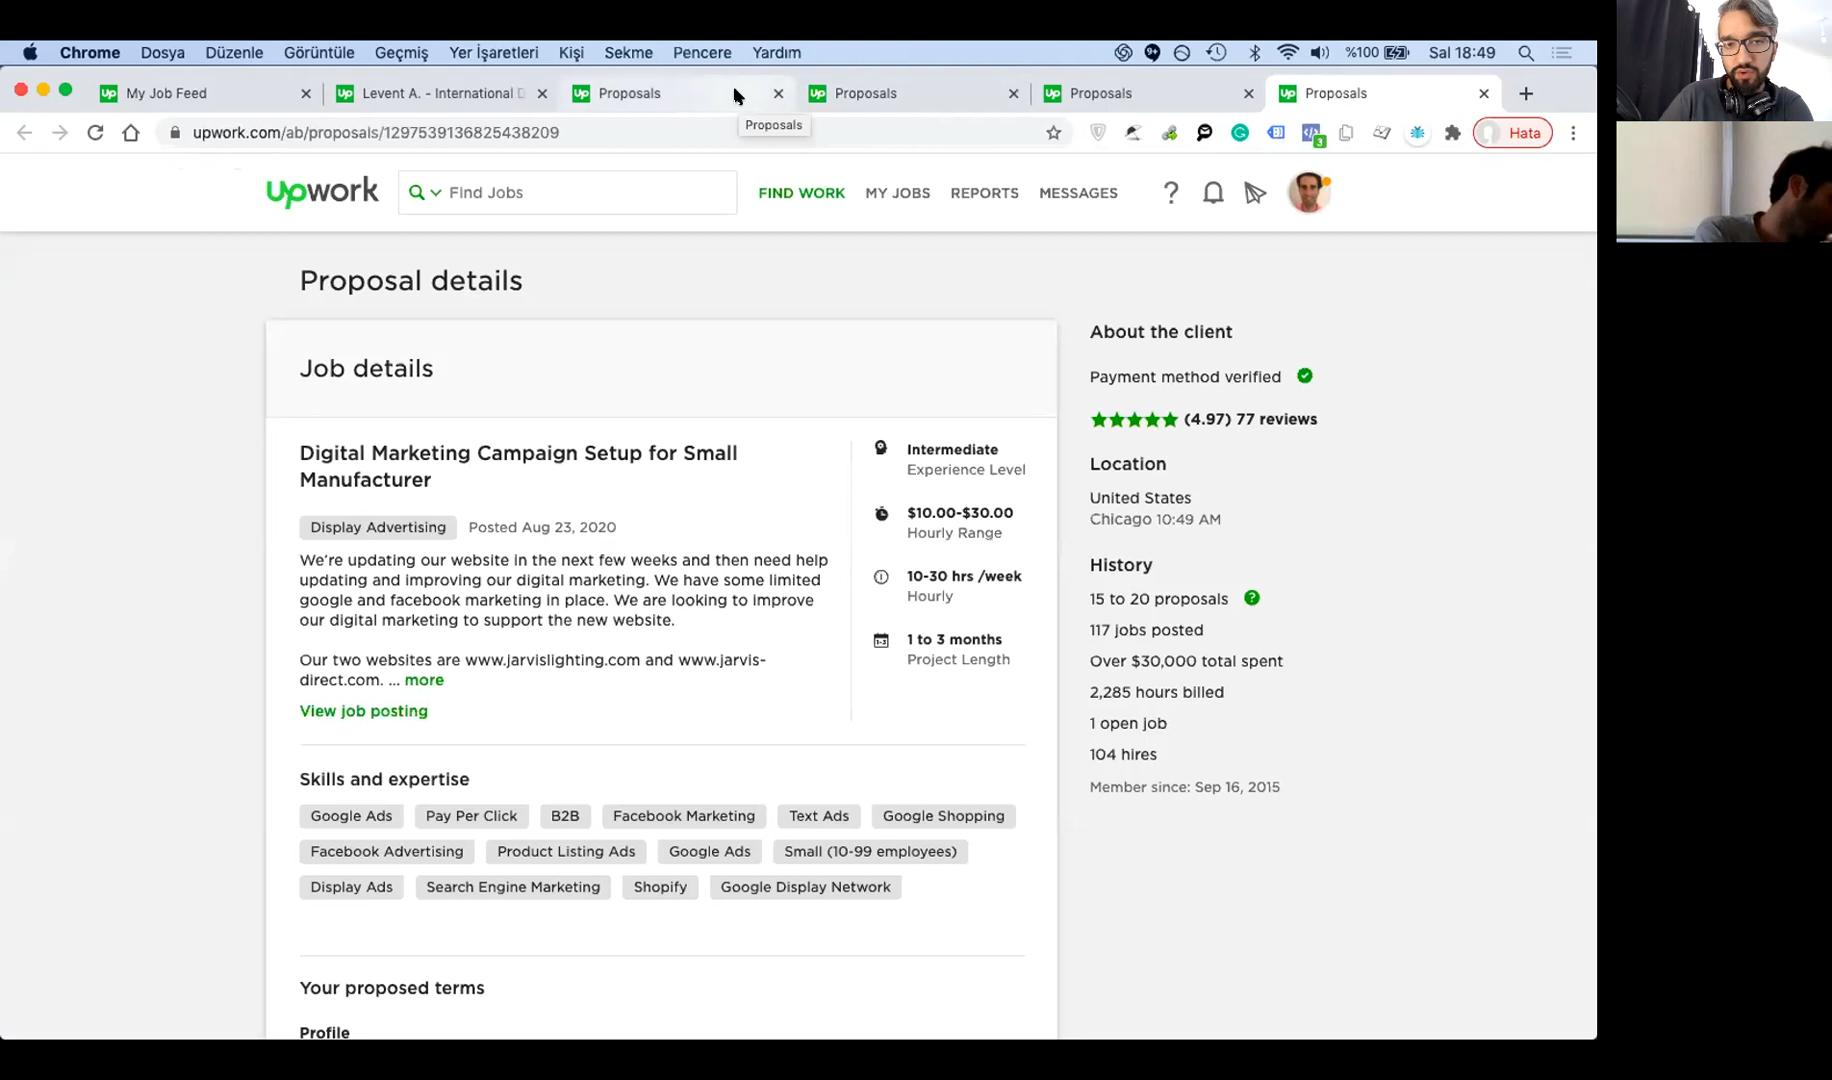 Chrome Dosya Düzenle Görüntüle Geçmiş Yer İşaretleri Kişi Sekme Pencere Yardım %100 Sal 18:49
My Job Feed Levent A. - International D Proposals Proposals Proposals Proposals
upwork.com/ab/proposals/1297539136825438209 Proposals 3 Hata
upwork Find Jobs FIND WORK MY JOBS REPORTS MESSAGES ?
Proposal details
Job details
Digital Marketing Campaign Setup for Small
Manufacturer
Display Advertising Posted Aug 23, 2020
We're updating our website in the next few weeks and then need help
updating and improving our digital marketing. We have some limited
google and facebook marketing in place. We are looking to improve
our digital marketing to support the new website.
Our two websites are www.jarvislighting.com and www.jarvis-
direct.com. ... more
View job posting
Intermediate
Experience Level
$10.00-$30.00
Hourly Range
10-30 hrs /week
Hourly
1 to 3 months
Project Length
Skills and expertise
Google Ads Pay Per Click B2B Facebook Marketing Text Ads Google Shopping
Facebook Advertising Product Listing Ads Google Ads Small (10-99 employees)
Display Ads Search Engine Marketing Shopify Google Display Network
Your proposed terms
Profile
About the client
Payment method verified
(4.97) 77 reviews
Location
United States
Chicago 10:49 AM
History
15 to 20 proposals ?
117 jobs posted
Over $30,000 total spent
2,285 hours billed
1 open job
104 hires
Member since: Sep 16, 2015